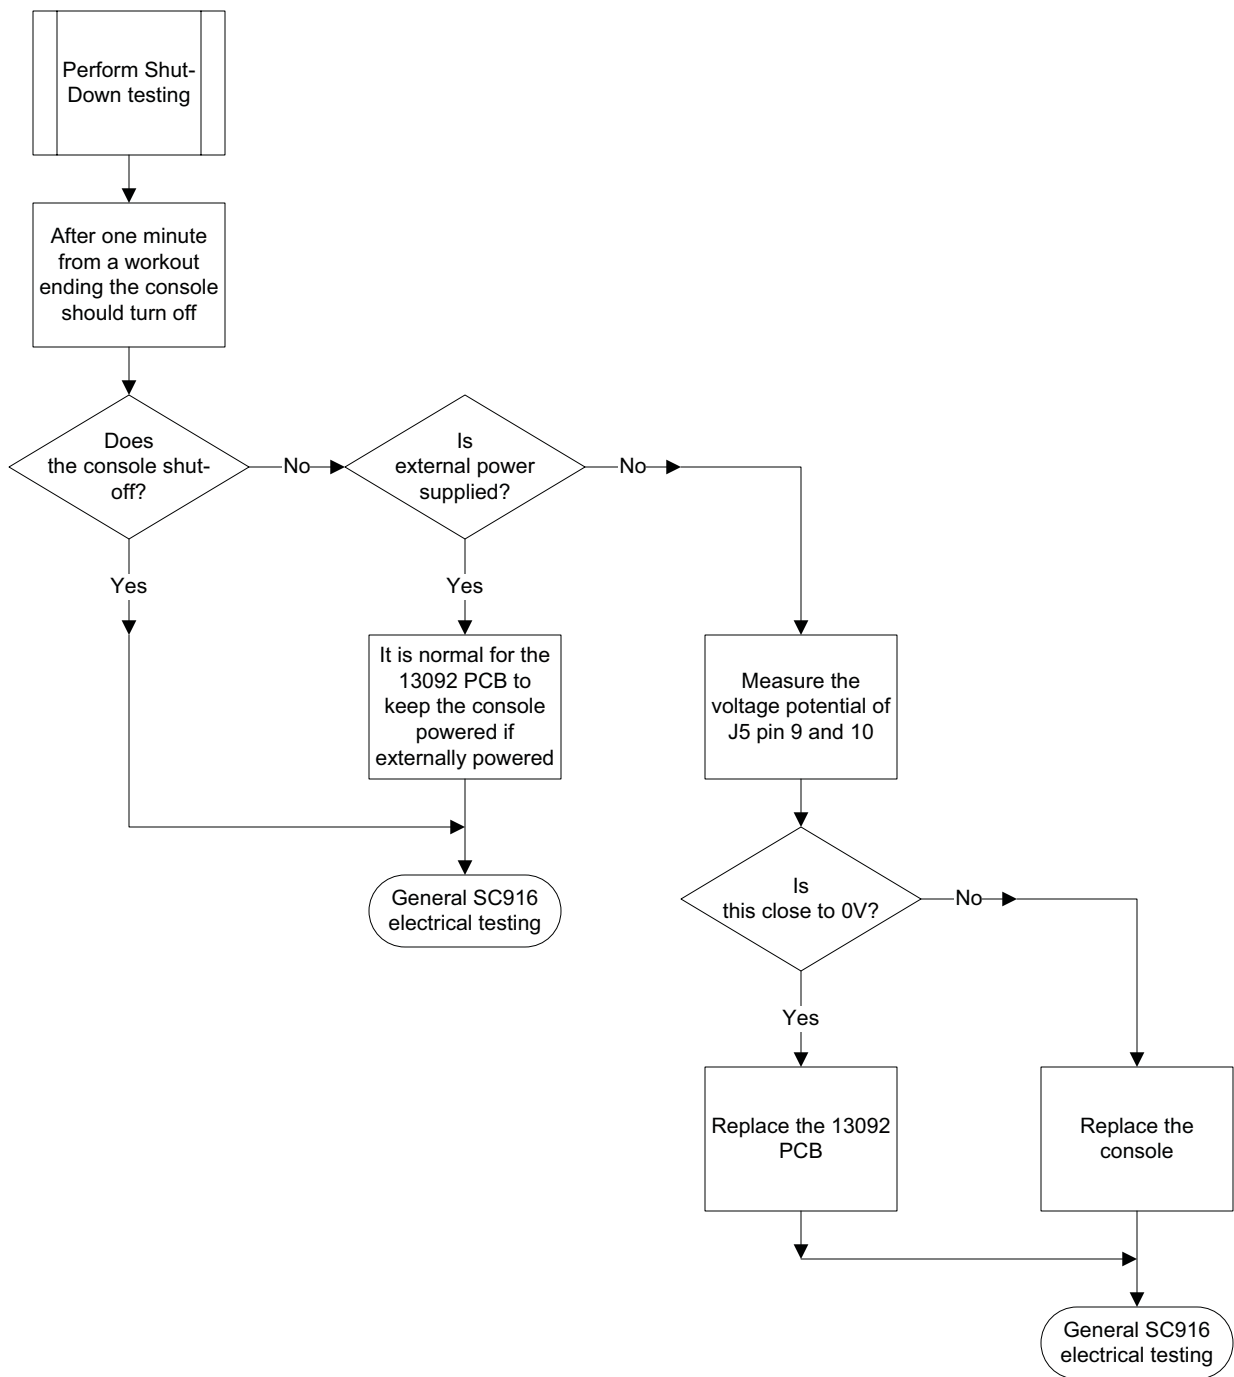 Perform Shut-
Down testing
After one minute
from a workout
ending the console
should turn off
Does
the console shut-
off?
No
Is
external power
supplied?
No
Yes
Yes
It is normal for the
13092 PCB to
keep the console
powered if
externally powered
Measure the
voltage potential of
J5 pin 9 and 10
General SC916
electrical testing
Is
this close to 0V?
No
Yes
Replace the 13092
PCB
Replace the
console
General SC916
electrical testing